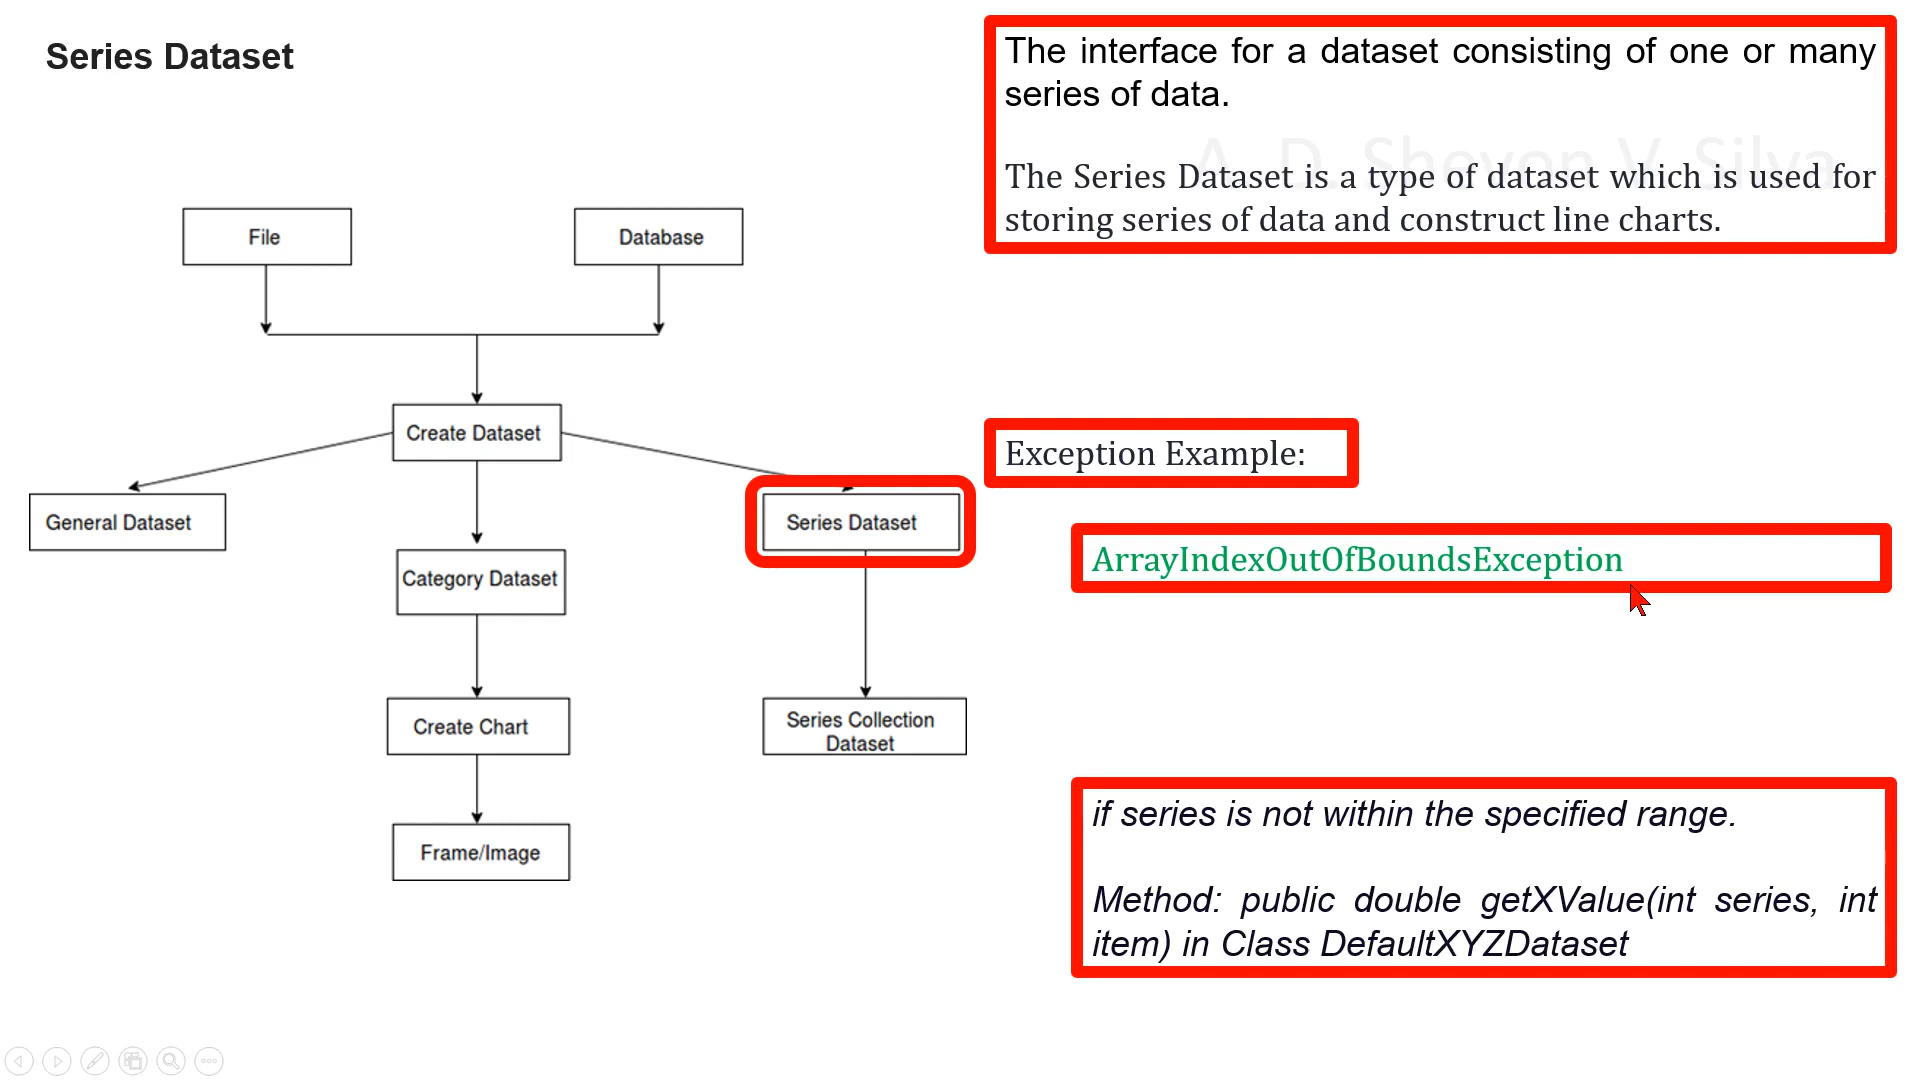 Series Dataset
The interface for a dataset consisting of one or many
series of data.
A. D. Shevon V. Silva
The Series Dataset is a type of dataset which is used for
storing series of data and construct line charts.
File
Database
Create Dataset
Exception Example:
General Dataset
Series Dataset
ArrayIndexOutOfBoundsException
Category Dataset
Create Chart
Series Collection
Dataset
if series is not within the specified range.
Frame/Image
Method: public double getXValue(int series, int
item) in Class DefaultXYZDataset